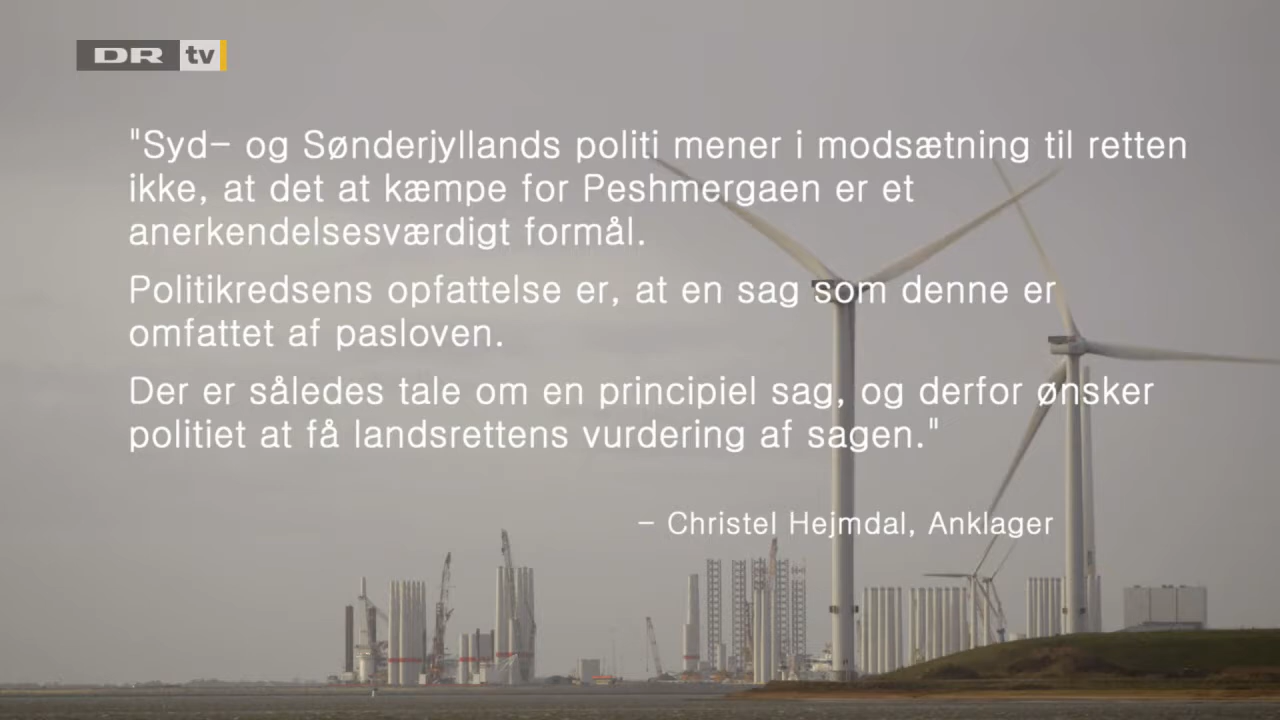 DR tv
"Syd- og Sønderjyllands politi mener i modsætning til retten
ikke, at det at kæmpe for Peshmergaen er et
anerkendelsesværdigt formål.
Politikredsens opfattelse er, at en sag som denne er
omfattet af pasloven.
Der er således tale om en principiel sag, og derfor ønsker
politiet at få landsrettens vurdering af sagen."
- Christel Hejmdal, Anklager